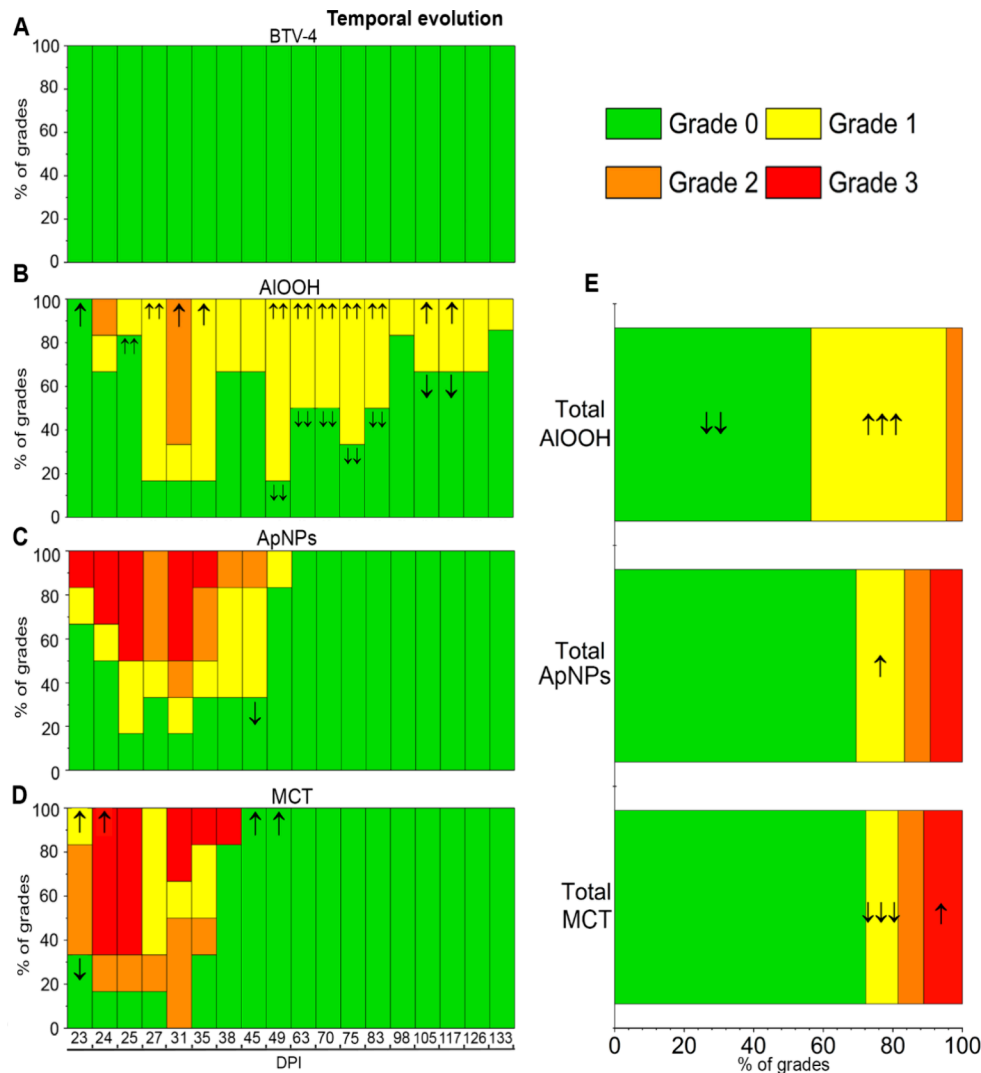 Temporal evolution
A
BTV-4
100
80
60
40
20
0
% of grades
Grade 0 Grade 1
Grade 2 Grade 3
B
AlOOH
100
80
60
40
20
0
% of grades
↑ ↑↑ ↑ ↑ ↑↑ ↑↑ ↑↑ ↑↑ ↑↑ ↑ ↑
↑↑
↓ ↓
↓↓ ↓↓ ↓↓
↓↓
↓↓
C
ApNPs
100
80
60
40
20
0
% of grades
↓
D
MCT
100
80
60
40
20
0
% of grades
↑ ↑ ↑ ↑
↓
23 24 25 27 31 35 38 45 49 63 70 75 83 98 105 117 126 133
DPI
E
Total
AlOOH
↓↓ ↑↑↑
Total
ApNPs
↑
Total
MCT
↓↓↓ ↑
0 20 40 60 80 100
% of grades